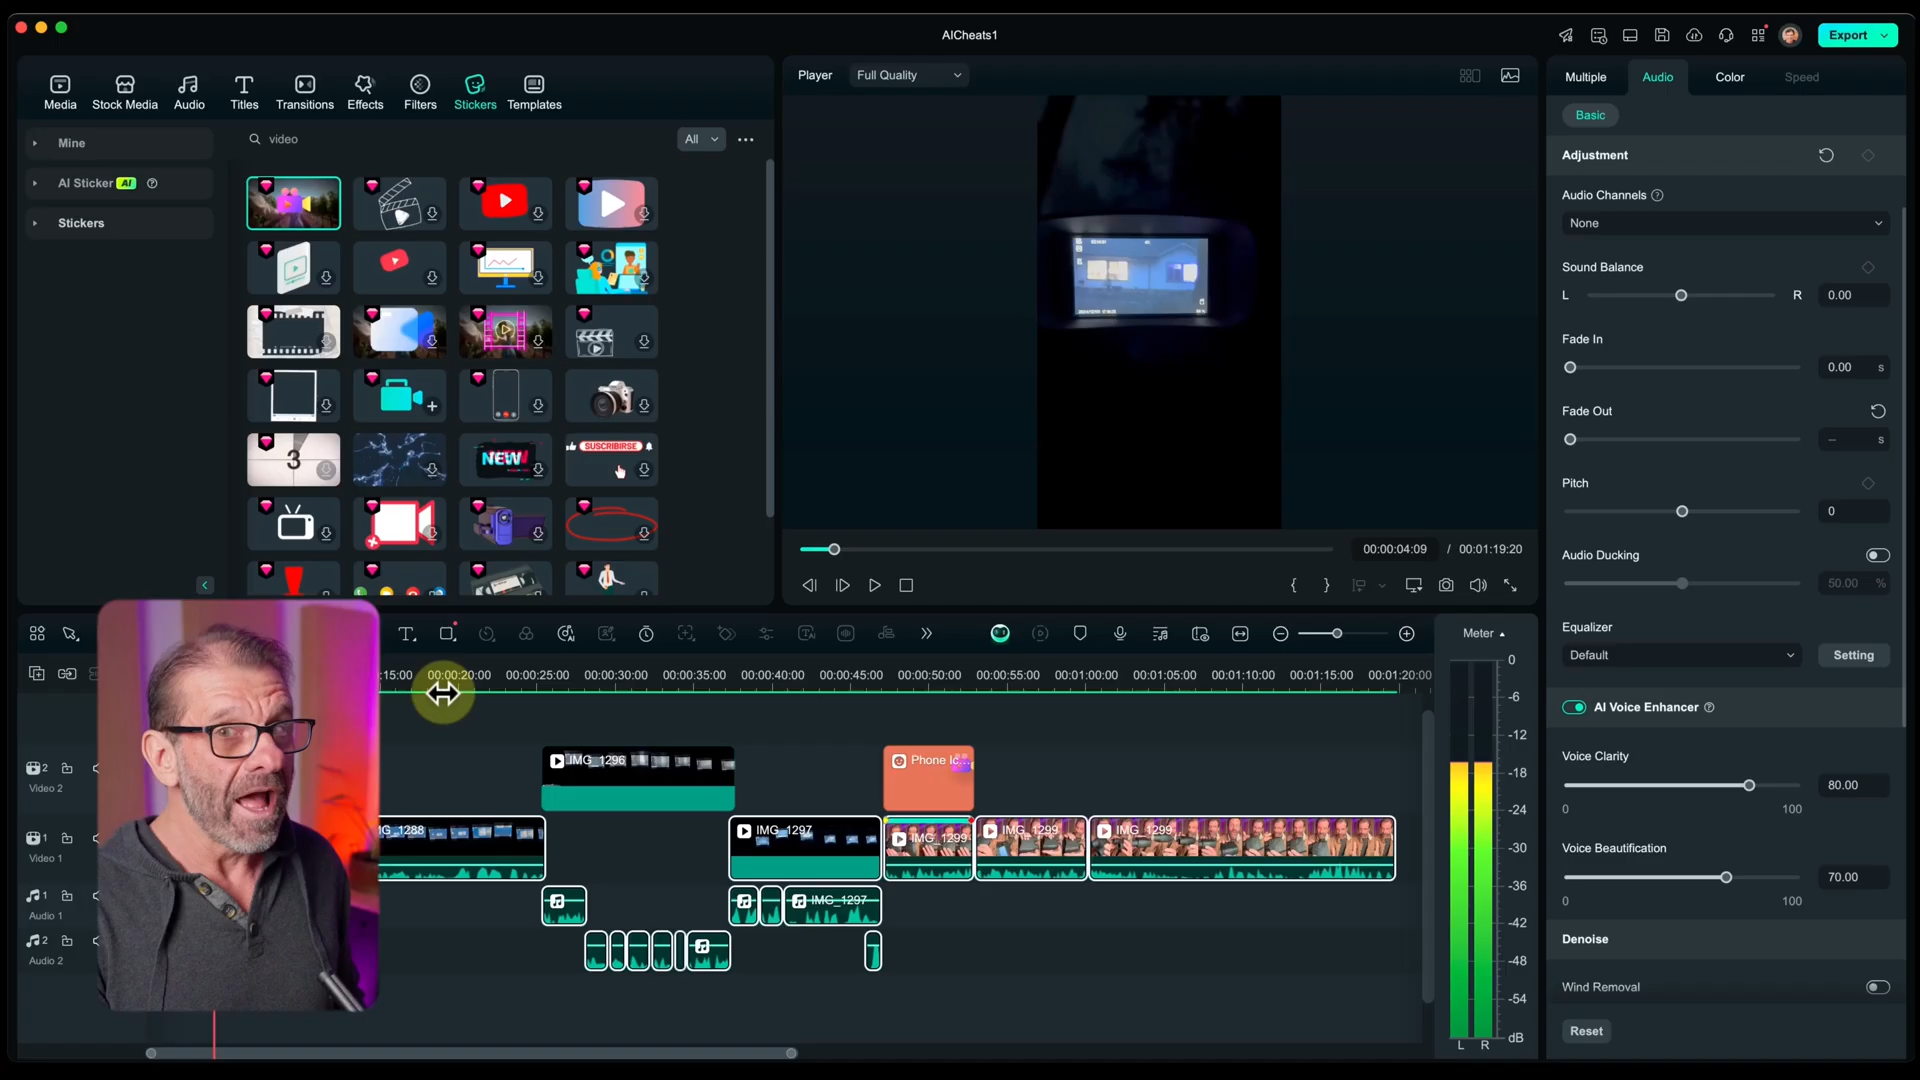 AICheats1
Export
Media
Stock Media
Audio
Titles
Transitions
Effects
Filters
Stickers
Templates
Mine
AI Sticker AI
Stickers
video
All
3
NEW
SUSCRIBIRSE
Player
Full Quality
00:00:04:09 / 00:01:19:20
Multiple
Audio
Color
Speed
Basic
Adjustment
Audio Channels
None
Sound Balance
L
R
0.00
Fade In
0.00 s
Fade Out
-- s
Pitch
0
Audio Ducking
50.00 %
Equalizer
Default
Setting
AI Voice Enhancer
Voice Clarity
80.00
0
100
Voice Beautification
70.00
0
100
Denoise
Wind Removal
Reset
Meter
0
-6
-12
-18
-24
-30
-36
-42
-48
-54
dB
L R
:15:00 00:00:20:00 00:00:25:00 00:00:30:00 00:00:35:00 00:00:40:00 00:00:45:00 00:00:50:00 00:00:55:00 00:01:00:00 00:01:05:00 00:01:10:00 00:01:15:00 00:01:20:00
2
Video 2
IMG_1296
Phone Ic...
1
Video 1
IMG_1288
IMG_1297
IMG_1299
IMG_1299
IMG_1299
1
Audio 1
IMG_1297
2
Audio 2